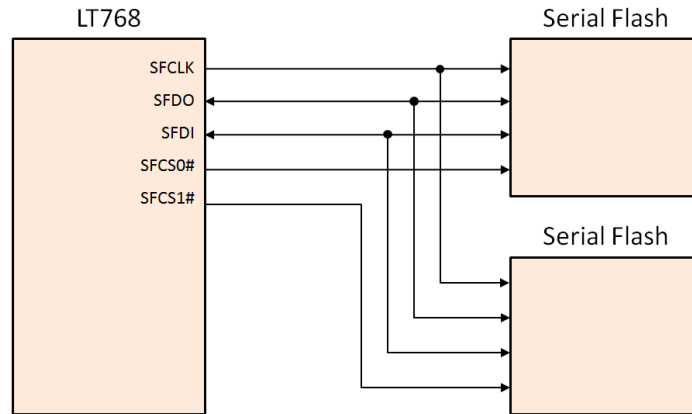 LT768
Serial Flash
SFCLK
SFDO
SFDI
SFCS0#
SFCS1#
Serial Flash